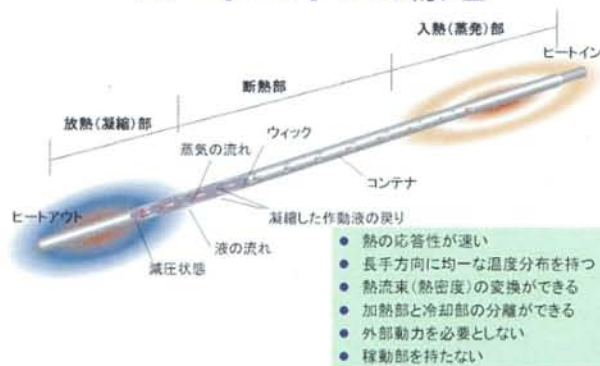 入熱(蒸発)部
ヒートイン
断熱部
放熱(凝縮)部
ウィック
蒸気の流れ
コンテナ
ヒートアウト
凝縮した作動液の戻り
液の流れ
減圧状態
● 熱の応答性が速い
● 長手方向に均一な温度分布を持つ
● 熱流束(熱密度)の変換ができる
● 加熱部と冷却部の分離ができる
● 外部動力を必要としない
● 稼動部を持たない